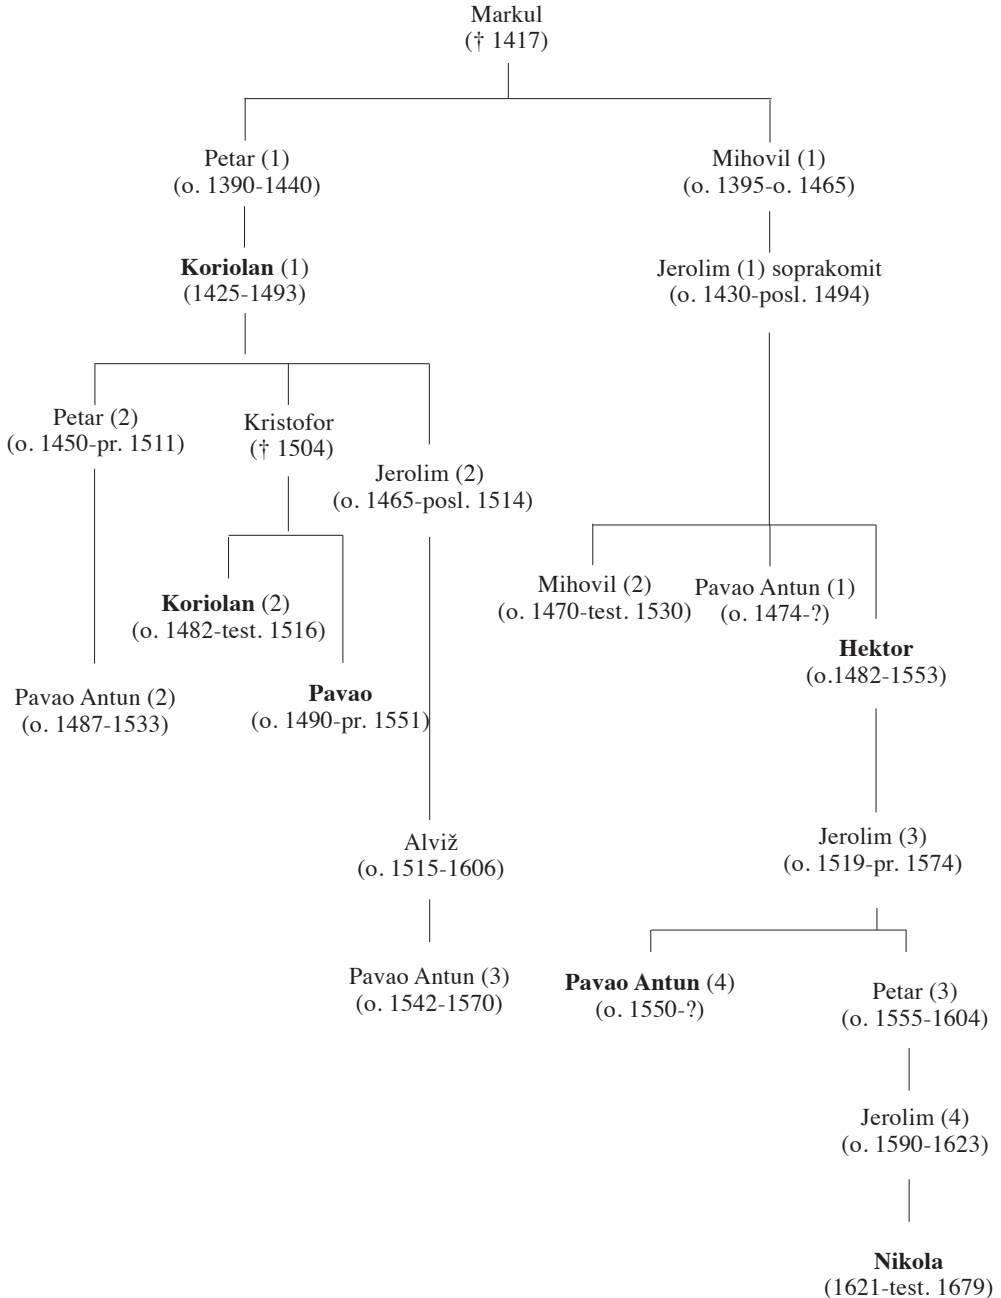 Markul
(† 1417)
Petar (1)
(o. 1390-1440)
Mihovil (1)
(o. 1395-o. 1465)
Koriolan (1)
(1425-1493)
Jerolim (1) soprakomit
(o. 1430-posl. 1494)
Petar (2)
(o. 1450-pr. 1511)
Kristofor
(† 1504)
Jerolim (2)
(o. 1465-posl. 1514)
Mihovil (2)
(o. 1470-test. 1530)
Pavao Antun (1)
(o. 1474-?)
Koriolan (2)
(o. 1482-test. 1516)
Hektor
(o.1482-1553)
Pavao Antun (2)
(o. 1487-1533)
Pavao
(o. 1490-pr. 1551)
Alviž
(o. 1515-1606)
Jerolim (3)
(o. 1519-pr. 1574)
Pavao Antun (3)
(o. 1542-1570)
Pavao Antun (4)
(o. 1550-?)
Petar (3)
(o. 1555-1604)
Jerolim (4)
(o. 1590-1623)
Nikola
(1621-test. 1679)